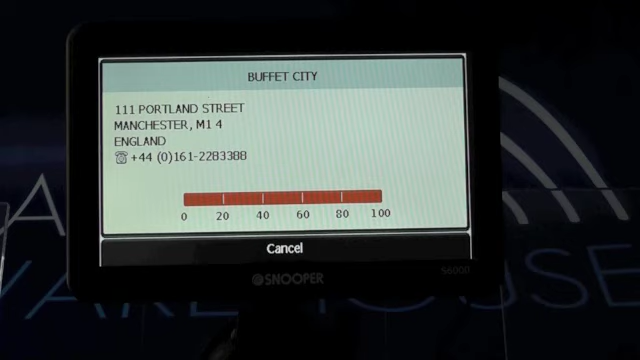 BUFFET CITY
111 PORTLAND STREET
MANCHESTER, M1 4
ENGLAND
☏ +44 (0)161-2283388
0 20 40 60 80 100
Cancel
SNOOPER
S6000